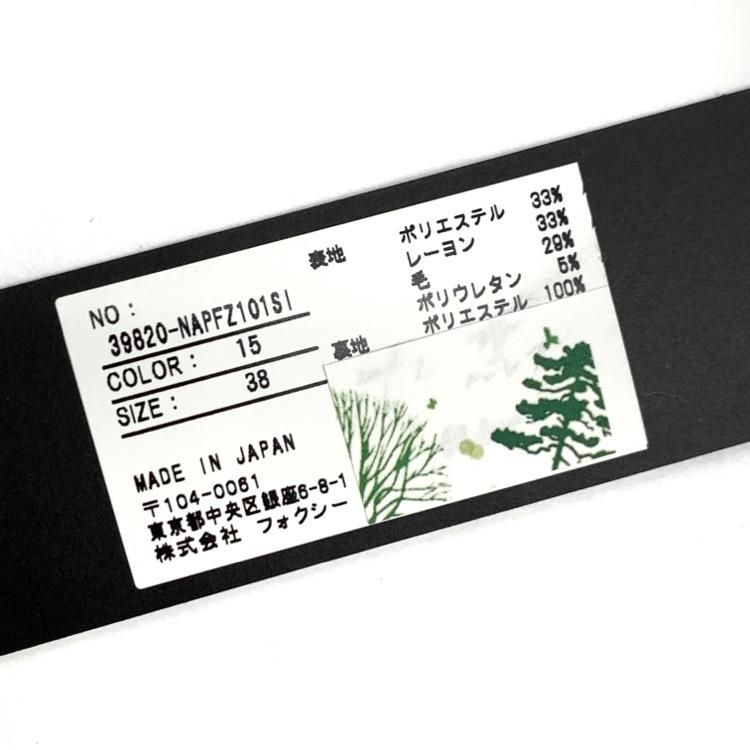 NO :
39820-NAPFZ101SI
COLOR : 15
SIZE : 38
表地
ポリエステル 33%
レーヨン 33%
毛 29%
ポリウレタン 5%
裏地
ポリエステル 100%
MADE IN JAPAN
〒104-0061
東京都中央区銀座6-8-1
株式会社 フォクシー